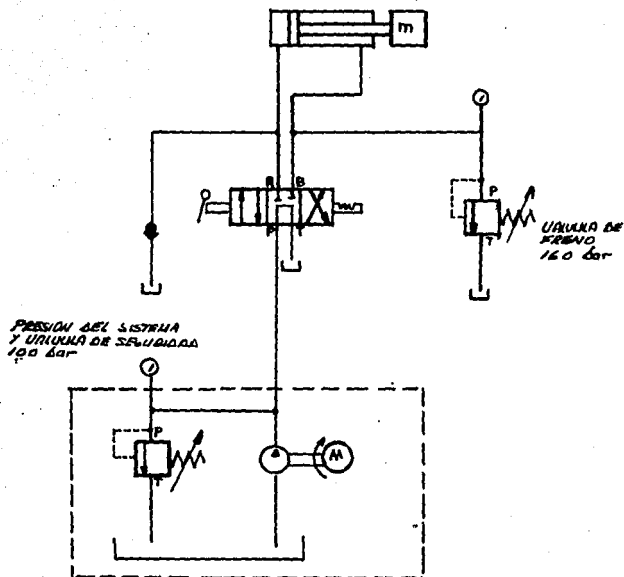 m
A B
P T
P
T
VALVULA DE
FRENO
160 bar
PRESION DEL SISTEMA
Y VALVULA DE SEGURIDAD
100 bar
P
T
M